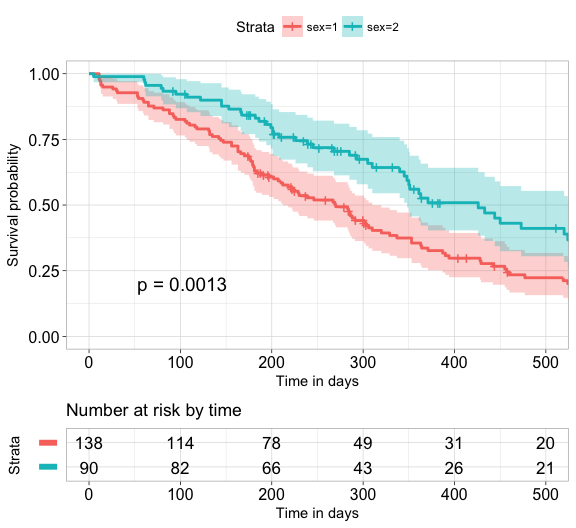 Strata sex=1 sex=2
1.00
0.75
0.50
0.25
0.00
Survival probability
p = 0.0013
0 100 200 300 400 500
Time in days
Number at risk by time
Strata
138 114 78 49 31 20
90 82 66 43 26 21
0 100 200 300 400 500
Time in days